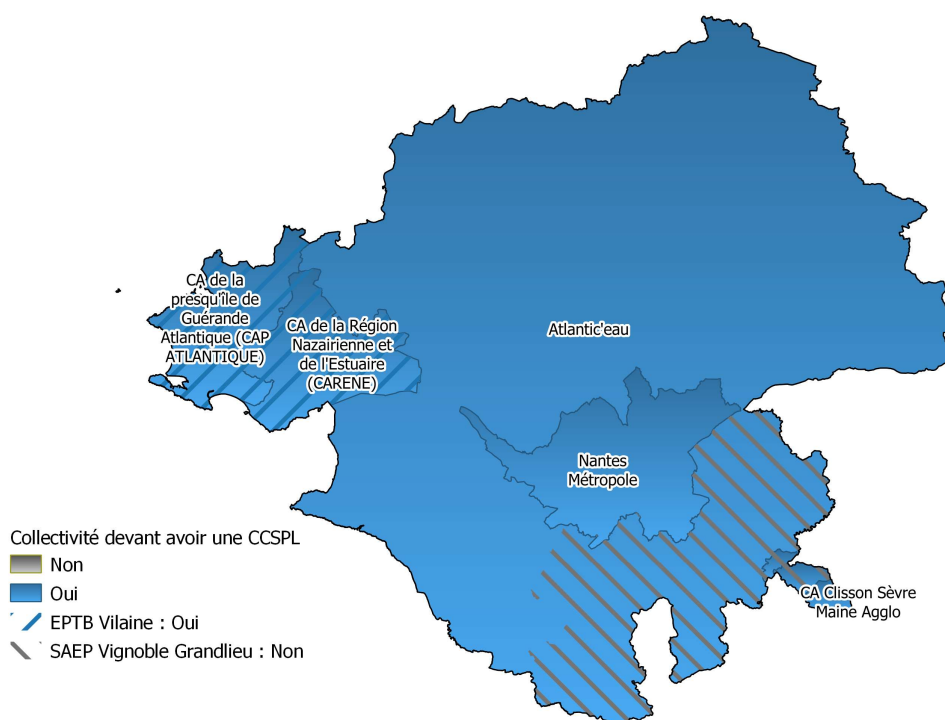 CA de la
presqu'île de
Guérande
Atlantique (CAP
ATLANTIQUE)
CA de la Région
Nazairienne et
de l'Estuaire
(CARENE)
Atlantic'eau
Nantes
Métropole
CA Clisson Sèvre
Maine Agglo
Collectivité devant avoir une CCSPL
Non
Oui
EPTB Vilaine : Oui
SAEP Vignoble Grandlieu : Non